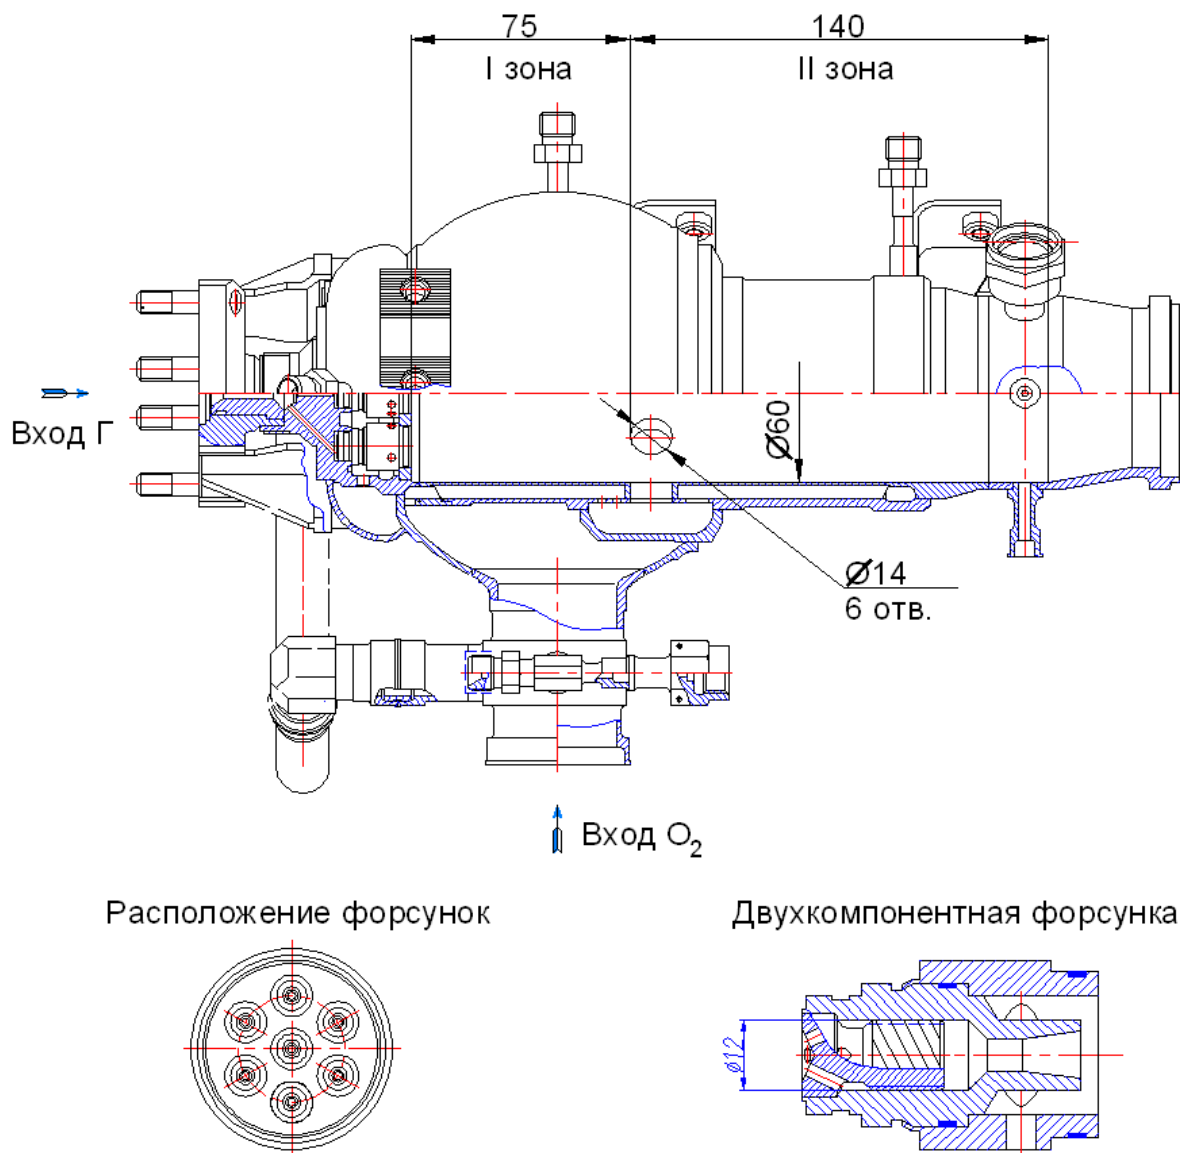 75
140
I зона
II зона
Вход Г
Ø60
Ø14
6 отв.
Вход O₂
Расположение форсунок
Двухкомпонентная форсунка
ø12